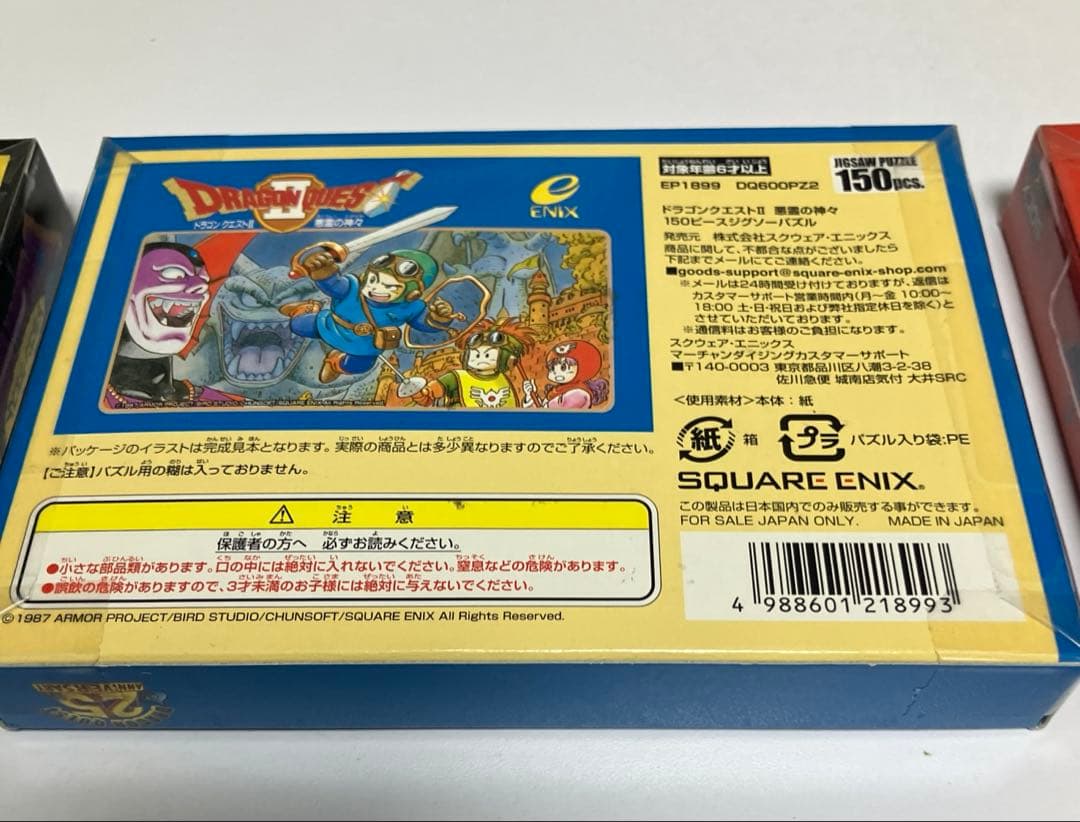 DRAGON QUEST
II
ドラゴンクエストII 悪霊の神々
ENIX
©1987 ARMOR PROJECT/BIRD STUDIO/CHUNSOFT/SQUARE ENIX All Rights Reserved.
※パッケージのイラストは完成見本となります。実際の商品とは多少異なりますのでご了承ください。
【ご注意】パズル用の糊は入っておりません。
⚠ 注意
保護者の方へ 必ずお読みください。
●小さな部品類があります。口の中には絶対に入れないでください。窒息などの危険があります。
●誤飲の危険がありますので、3才未満のお子様には絶対に与えないでください。
©1987 ARMOR PROJECT/BIRD STUDIO/CHUNSOFT/SQUARE ENIX All Rights Reserved.
対象年齢6才以上
JIGSAW PUZZLE
150pcs.
EP1899 DQ600PZ2
ドラゴンクエストII 悪霊の神々
150ピースジグソーパズル
発売元 株式会社スクウェア・エニックス
商品に関して、不都合な点がございましたら
下記までメールにてご連絡ください。
■goods-support@square-enix-shop.com
※メールは24時間受け付けておりますが、返信は
カスタマーサポート営業時間内(月~金 10:00~
18:00 土・日・祝日および弊社指定休日を除く)と
させていただいております。
※通信料はお客様のご負担になります。
スクウェア・エニックス
マーチャンダイジングカスタマーサポート
■〒140-0003 東京都品川区八潮3-2-38
佐川急便 城南店気付 大井SRC
<使用素材>本体:紙
紙 箱 プラ パズル入り袋:PE
SQUARE ENIX®
この製品は日本国内でのみ販売する事ができます。
FOR SALE JAPAN ONLY. MADE IN JAPAN
4 988601 218993
25
ANNIVERSARY